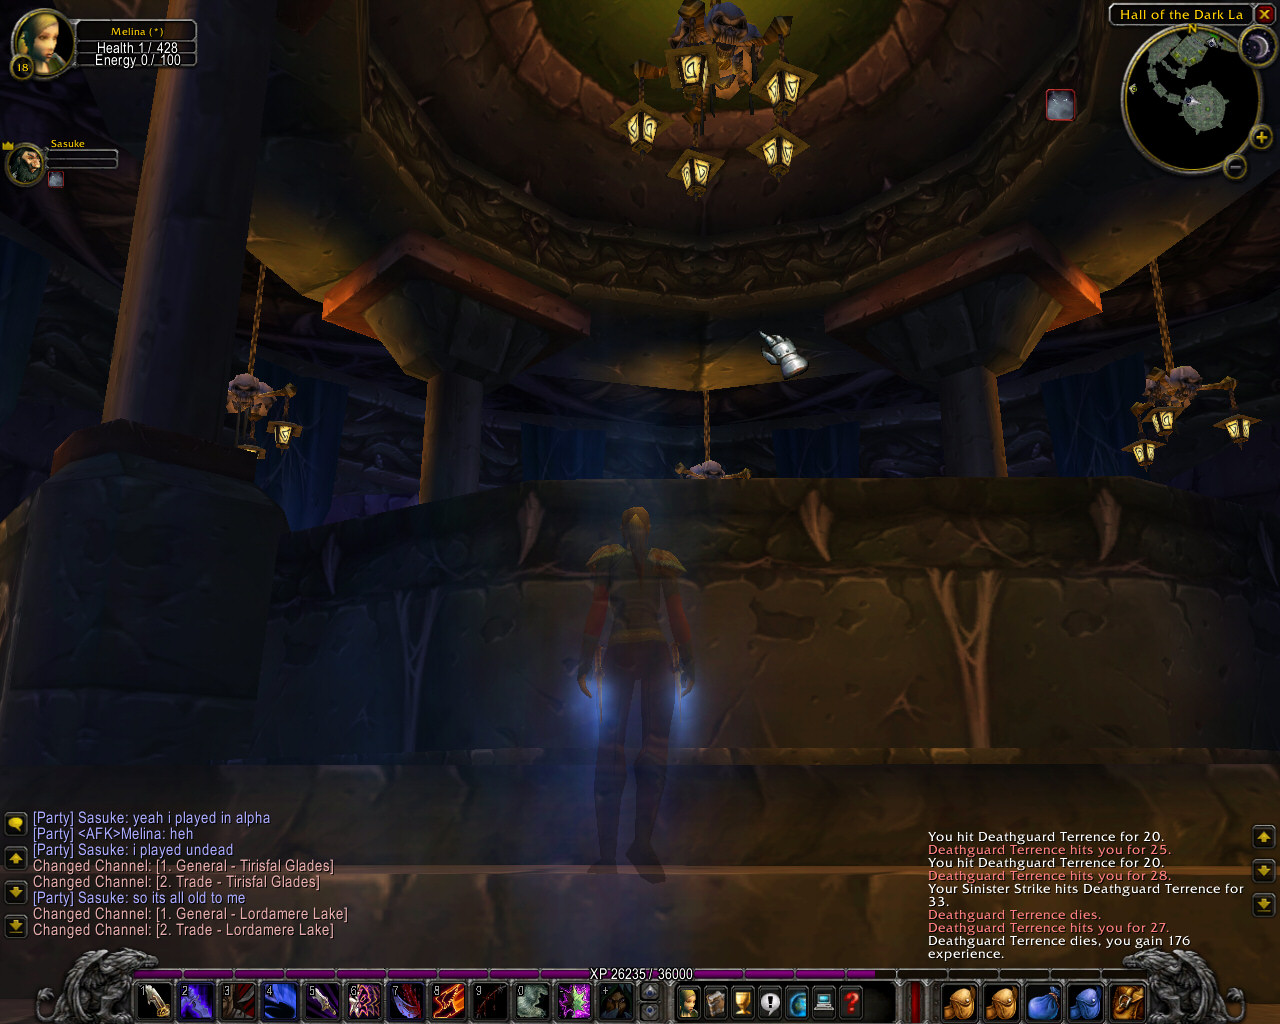 Melina (*)
Health 1 / 428
Energy 0 / 100
18
Sasuke
Hall of the Dark La
N
[Party] Sasuke: yeah i played in alpha
[Party] <AFK>Melina: heh
[Party] Sasuke: i played undead
Changed Channel: [1. General - Tirisfal Glades]
Changed Channel: [2. Trade - Tirisfal Glades]
[Party] Sasuke: so its all old to me
Changed Channel: [1. General - Lordamere Lake]
Changed Channel: [2. Trade - Lordamere Lake]
You hit Deathguard Terrence for 20.
Deathguard Terrence hits you for 25.
You hit Deathguard Terrence for 20.
Deathguard Terrence hits you for 28.
Your Sinister Strike hits Deathguard Terrence for
33.
Deathguard Terrence dies.
Deathguard Terrence hits you for 27.
Deathguard Terrence dies, you gain 176
experience.
XP 26235 / 36000
1 2 3 4 5 6 7 8 9 0 - +